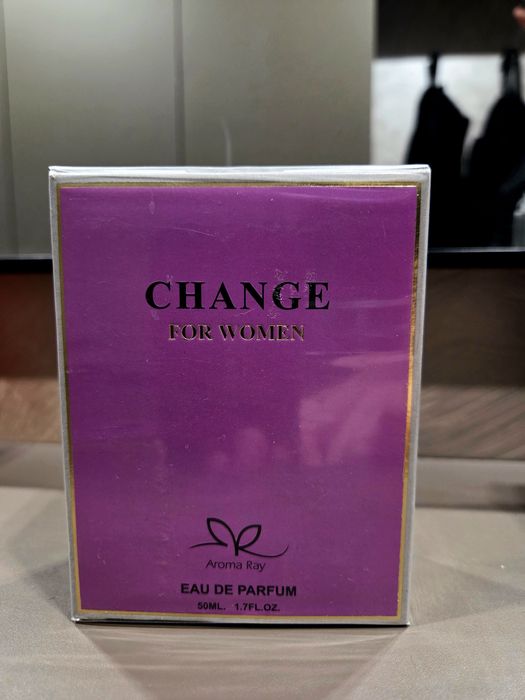 CHANGE
FOR WOMEN
Aroma Ray
EAU DE PARFUM
50ML. 1.7FL.OZ.